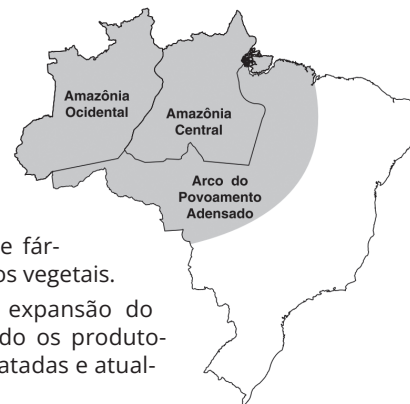 Amazônia
Ocidental
Amazônia
Central
Arco do
Povoamento
Adensado
e fár-
os vegetais.
expansão do
do os produto-
atadas e atual-